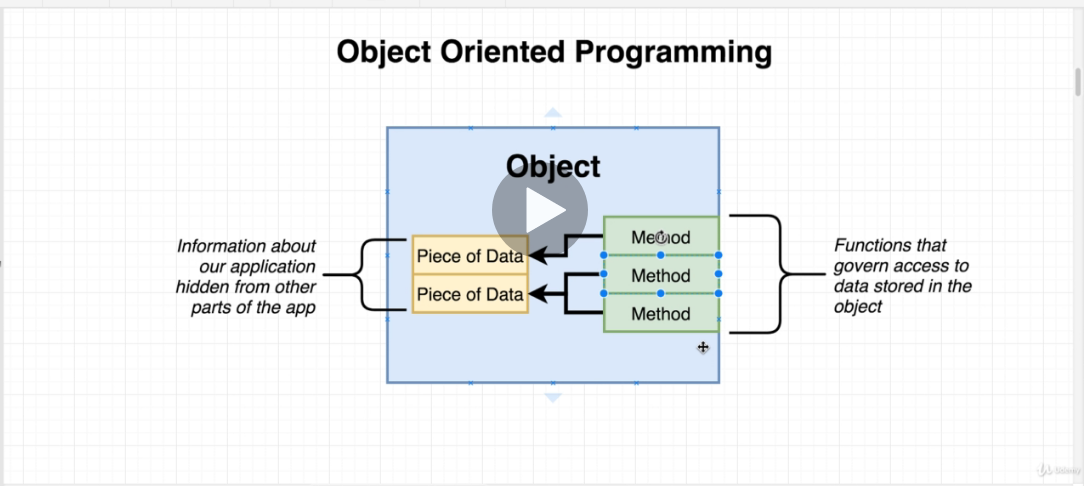 Object Oriented Programming
Object
Information about
our application
hidden from other
parts of the app
Piece of Data
Piece of Data
Method
Method
Method
Functions that
govern access to
data stored in the
object
Udemy